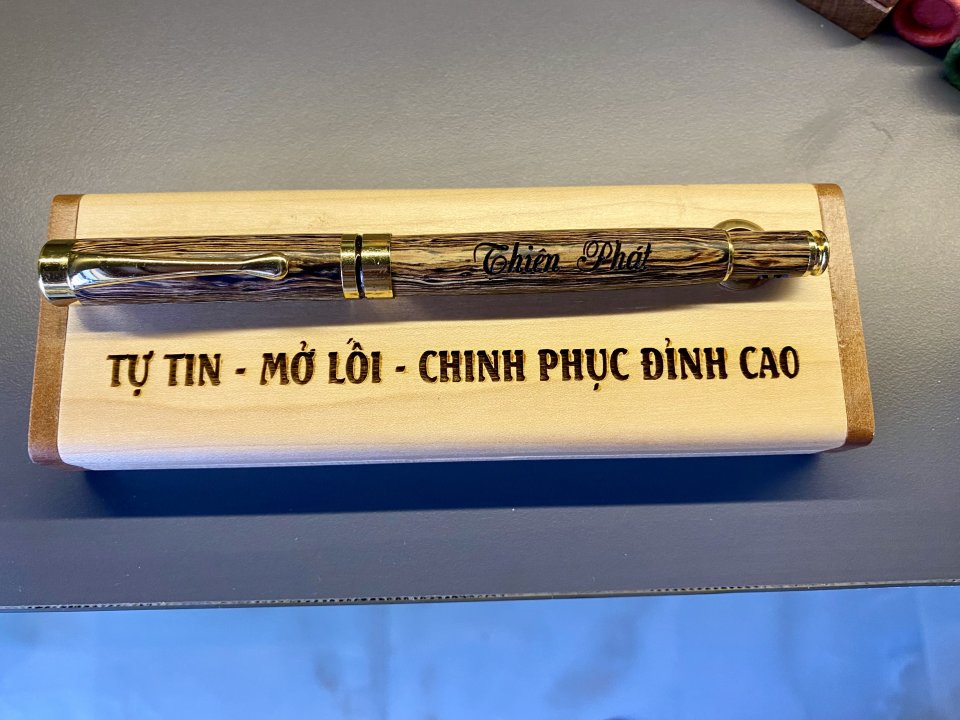 Thiên Phát
TỰ TIN - MỞ LỐI - CHINH PHỤC ĐỈNH CAO